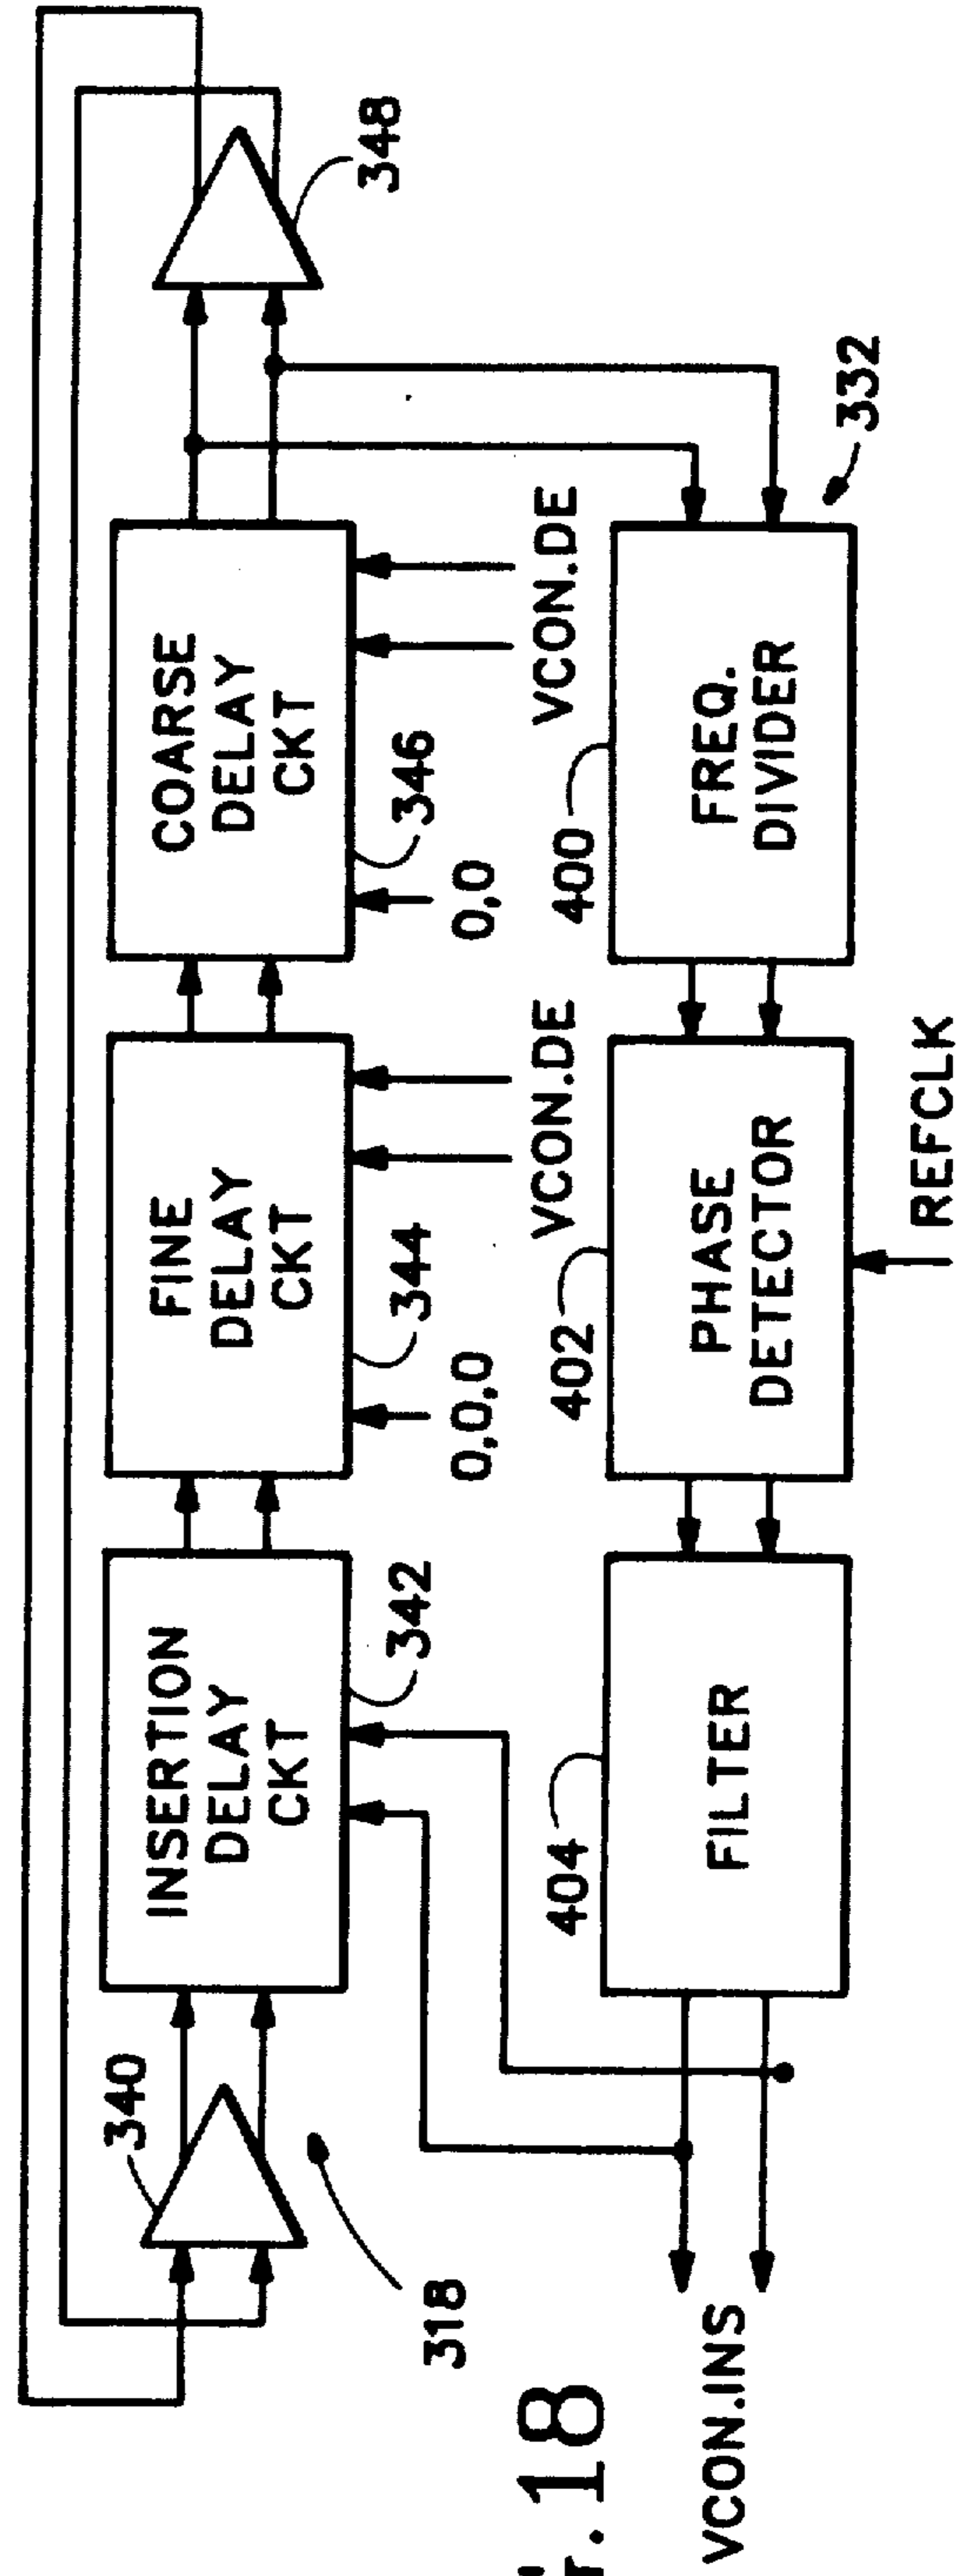 340
INSERTION
DELAY
CKT
342
FINE
DELAY
CKT
344
0,0,0
VCON.DE
COARSE
DELAY
CKT
346
0,0
VCON.DE
348
318
332
404
FILTER
402
PHASE
DETECTOR
400
FREQ.
DIVIDER
VCON.INS
REFCLK
18